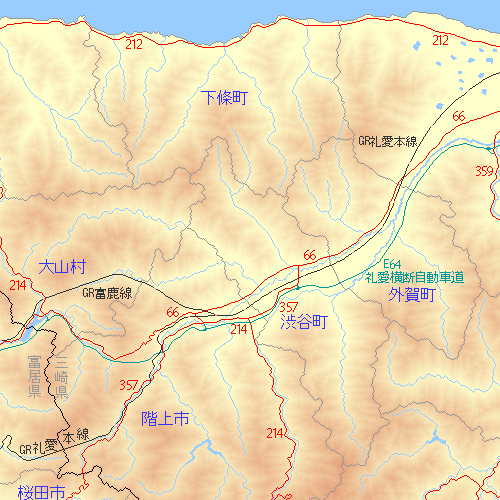 212
212
下條町
66
GR礼愛本線
359
66
E64
礼愛横断自動車道
大山村
214
GR富鹿線
外賀町
357
66
渋谷町
214
三崎県
富居県
357
階上市
214
GR礼愛本線
桜田市